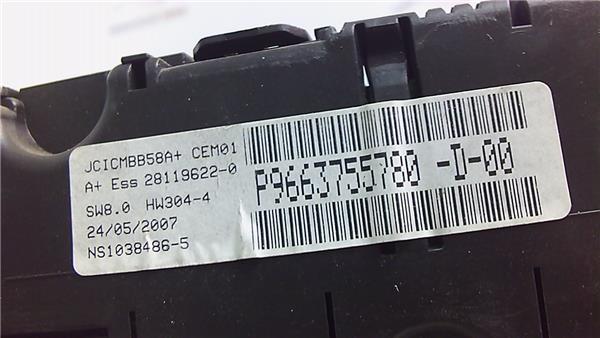 JCICMBB58A+ CEM01
A+ Ess 28119622-0
SW8.0 HW304-4
24/05/2007
NS1038486-5
P9663755780 -D-00